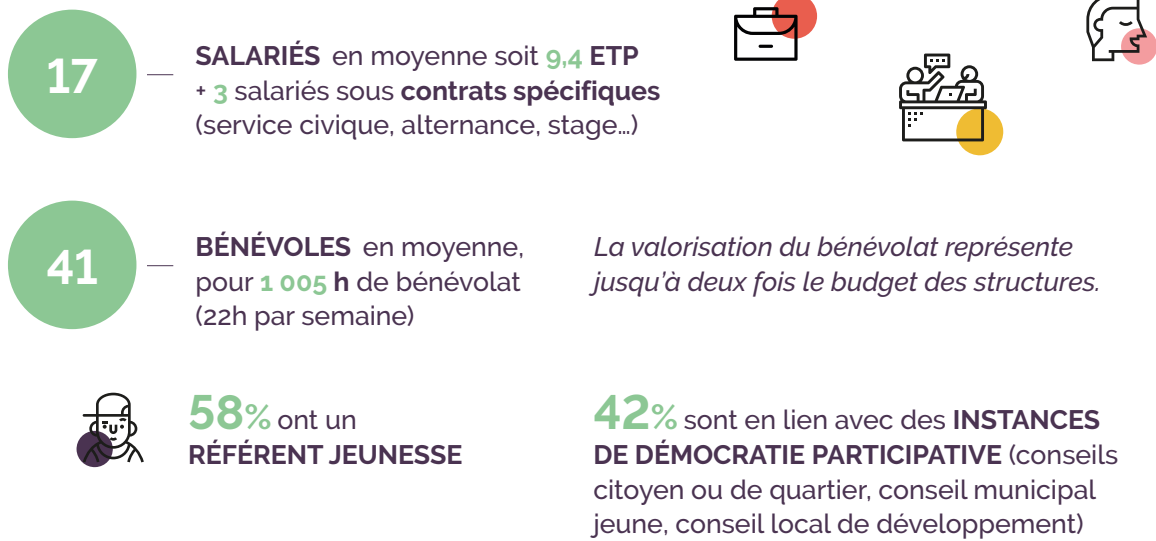 17
SALARIÉS en moyenne soit 9,4 ETP
+ 3 salariés sous contrats spécifiques
(service civique, alternance, stage…)
41
BÉNÉVOLES en moyenne,
pour 1 005 h de bénévolat
(22h par semaine)
La valorisation du bénévolat représente
jusqu'à deux fois le budget des structures.
58% ont un
RÉFÉRENT JEUNESSE
42% sont en lien avec des INSTANCES
DE DÉMOCRATIE PARTICIPATIVE (conseils
citoyen ou de quartier, conseil municipal
jeune, conseil local de développement)